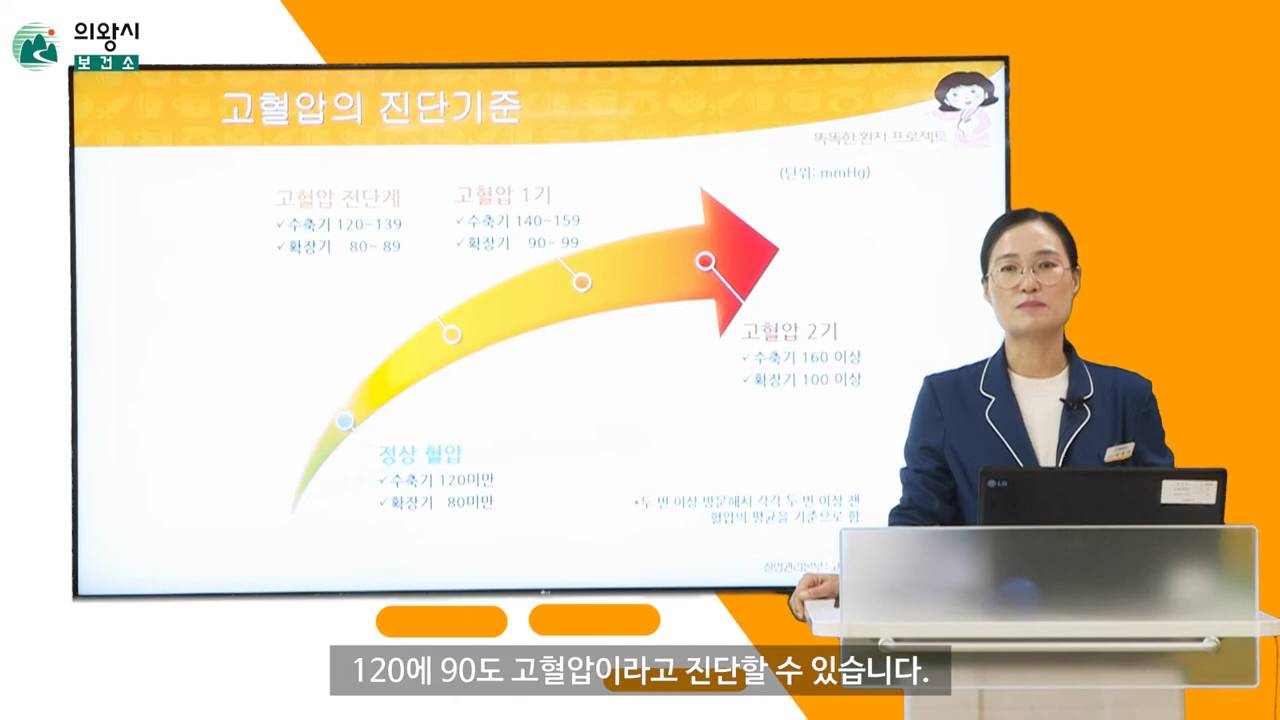 의왕시
보건소
고혈압의 진단기준
똑똑한 환자 프로젝트
(단위: mmHg)
고혈압 전단계
✓수축기 120~139
✓확장기 80~ 89
고혈압 1기
✓수축기 140~159
✓확장기 90~ 99
고혈압 2기
✓수축기 160 이상
✓확장기 100 이상
정상 혈압
✓수축기 120미만
✓확장기 80미만
*두 번 이상 방문해서 각각 두 번 이상 잰
혈압의 평균을 기준으로 함
LG
120에 90도 고혈압이라고 진단할 수 있습니다.